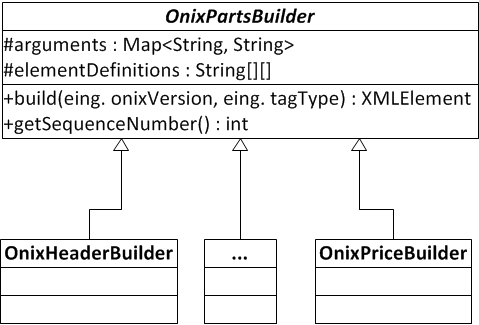 OnixPartsBuilder
#arguments : Map<String, String>
#elementDefinitions : String[][]
+build(eing. onixVersion, eing. tagType) : XMLElement
+getSequenceNumber() : int
OnixHeaderBuilder
...
OnixPriceBuilder